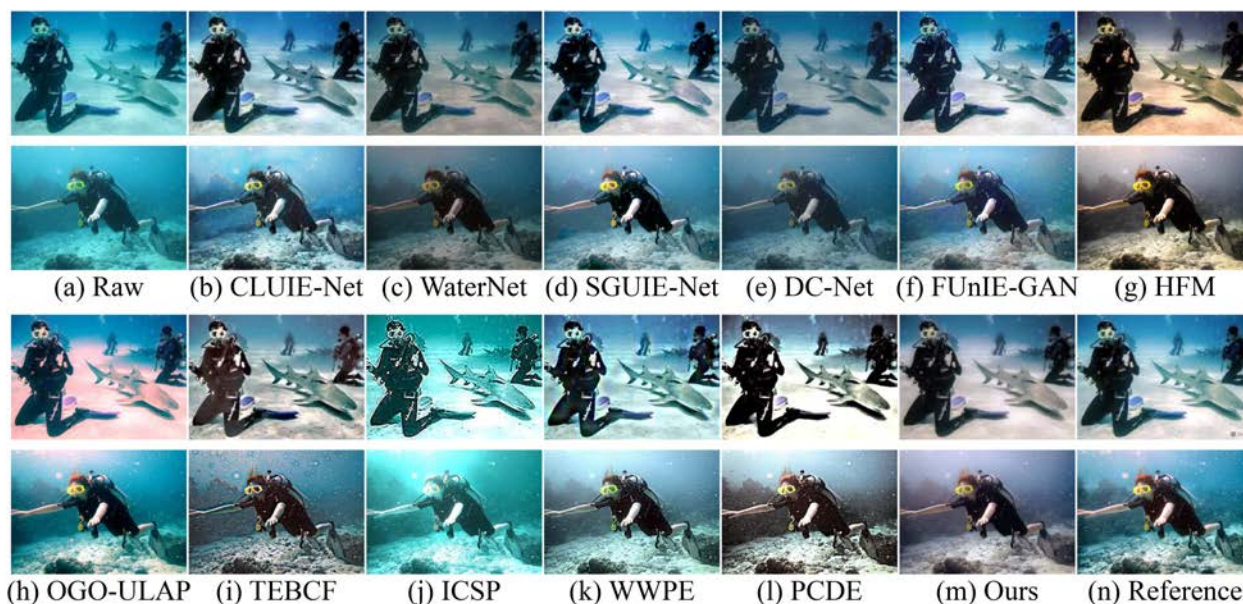 (a) Raw (b) CLUIE-Net (c) WaterNet (d) SGUIE-Net (e) DC-Net (f) FUnIE-GAN (g) HFM
(h) OGO-ULAP (i) TEBCF (j) ICSP (k) WWPE (l) PCDE (m) Ours (n) Reference